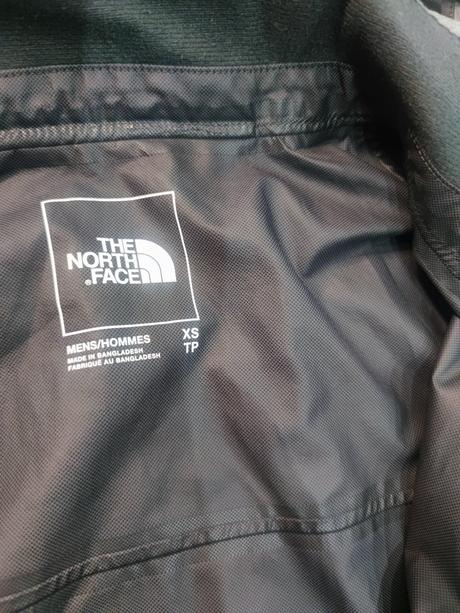 THE
NORTH
FACE
MENS/HOMMES XS
MADE IN BANGLADESH TP
FABRIQUÉ AU BANGLADESH